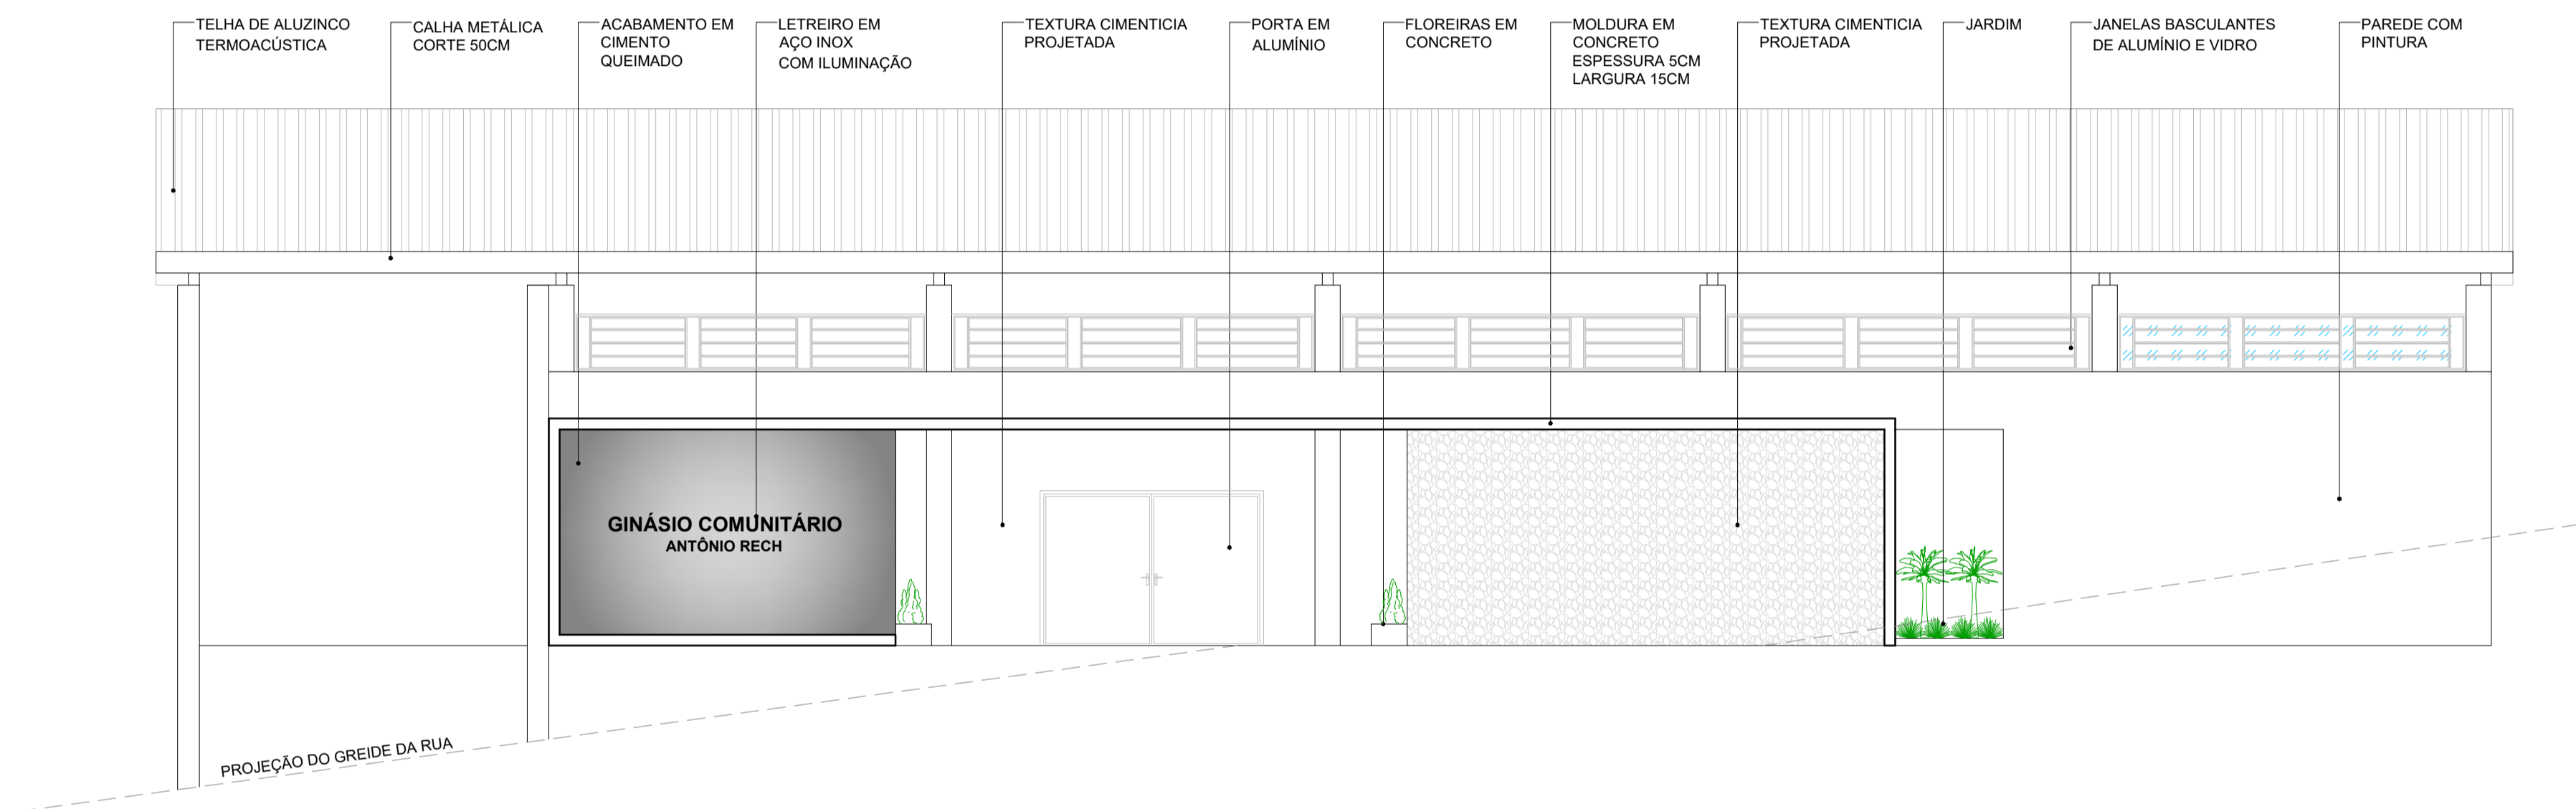 TELHA DE ALUZINCO
TERMOACÚSTICA
CALHA METÁLICA
CORTE 50CM
ACABAMENTO EM
CIMENTO
QUEIMADO
LETREIRO EM
AÇO INOX
COM ILUMINAÇÃO
TEXTURA CIMENTICIA
PROJETADA
PORTA EM
ALUMÍNIO
FLOREIRAS EM
CONCRETO
MOLDURA EM
CONCRETO
ESPESSURA 5CM
LARGURA 15CM
TEXTURA CIMENTICIA
PROJETADA
JARDIM
JANELAS BASCULANTES
DE ALUMÍNIO E VIDRO
PAREDE COM
PINTURA
GINÁSIO COMUNITÁRIO
ANTÔNIO RECH
PROJEÇÃO DO GREIDE DA RUA